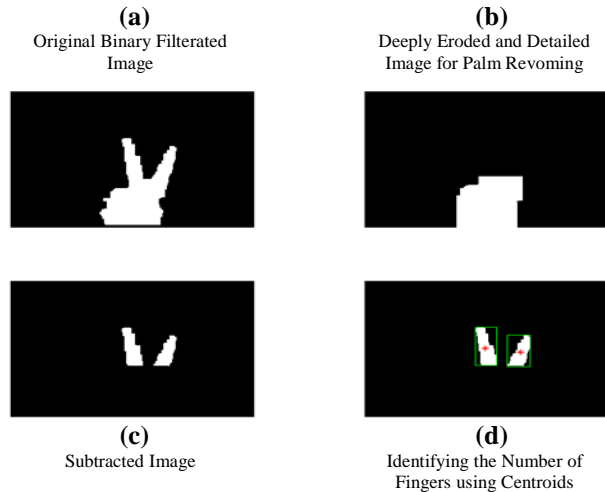 (a)
Original Binary Filterated
Image
(b)
Deeply Eroded and Detailed
Image for Palm Revoming
(c)
Subtracted Image
(d)
Identifying the Number of
Fingers using Centroids